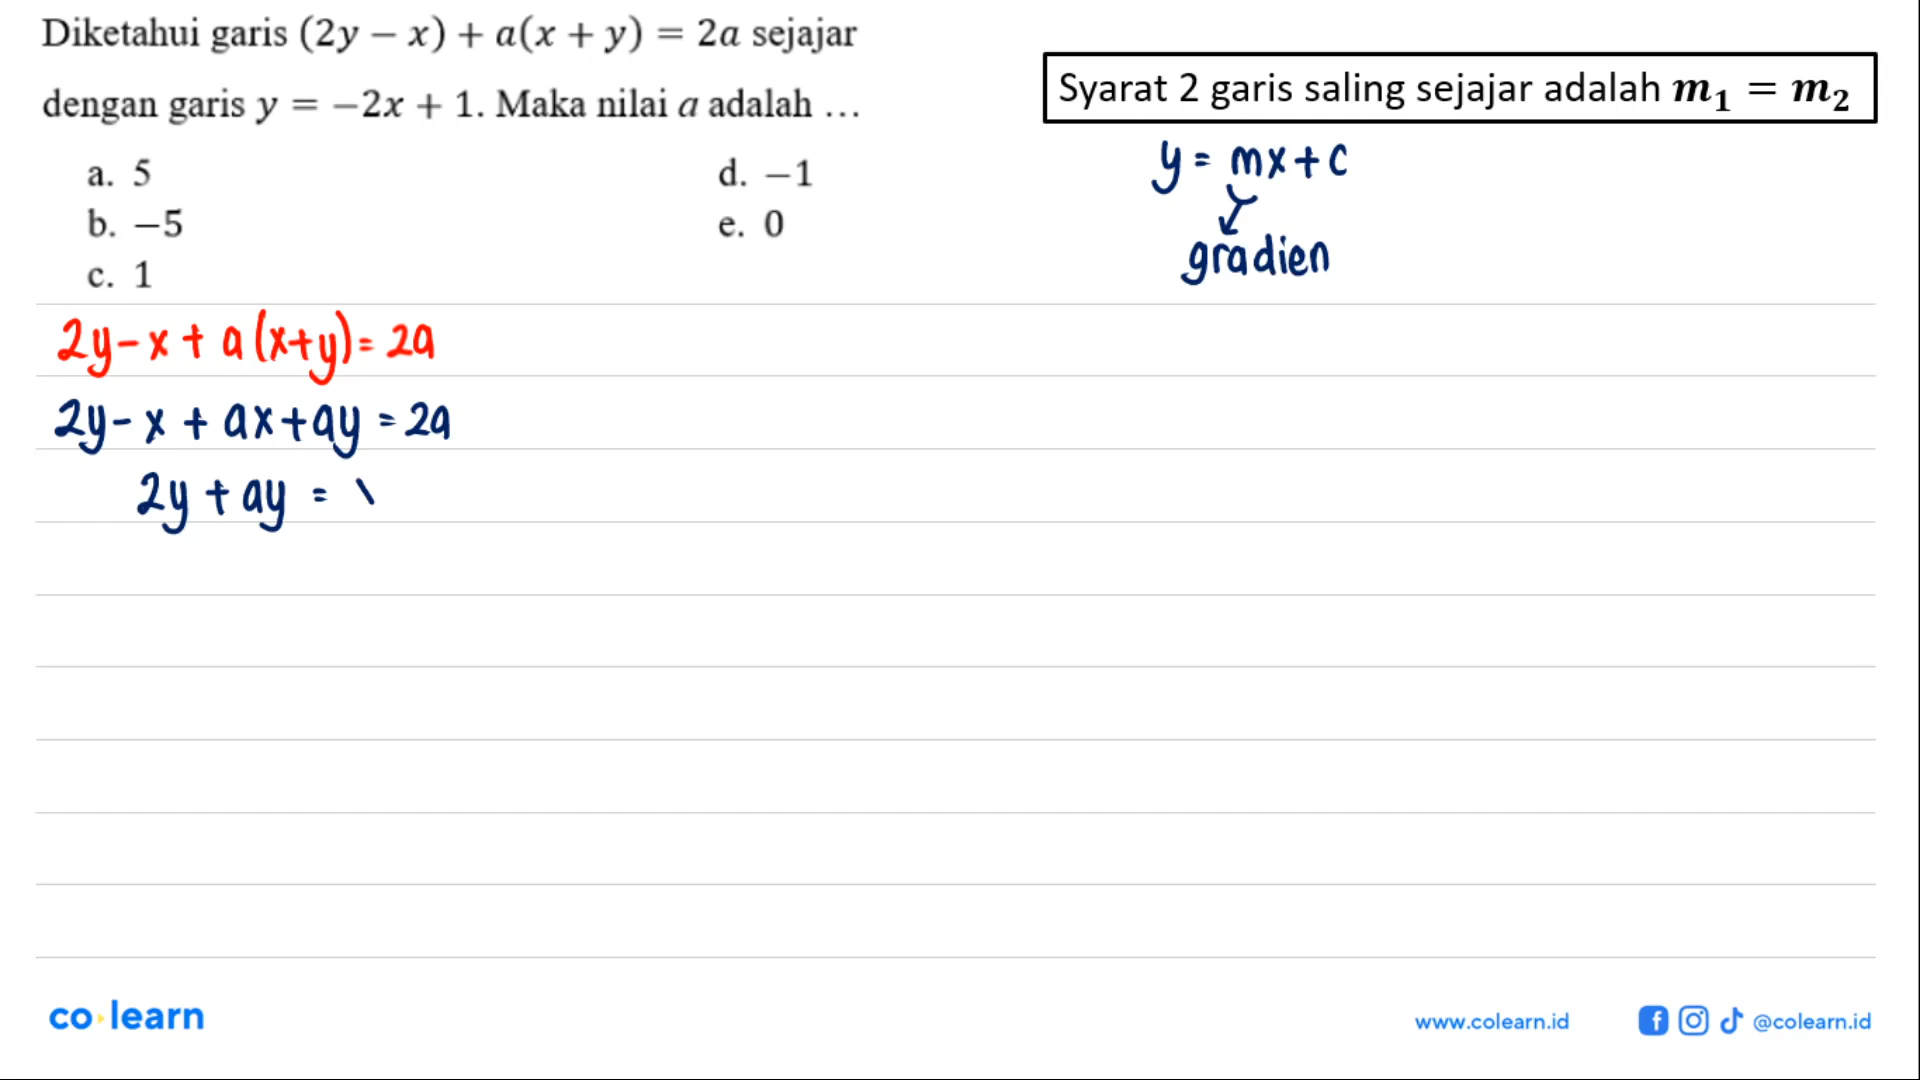 Diketahui garis (2y − x) + a(x + y) = 2a sejajar
dengan garis y = −2x + 1. Maka nilai a adalah …
a. 5
b. −5
c. 1
d. −1
e. 0
Syarat 2 garis saling sejajar adalah m₁ = m₂
y = mx + c
gradien
2y − x + a(x+y) = 2a
2y − x + ax + ay = 2a
2y + ay =
co learn
www.colearn.id
@colearn.id